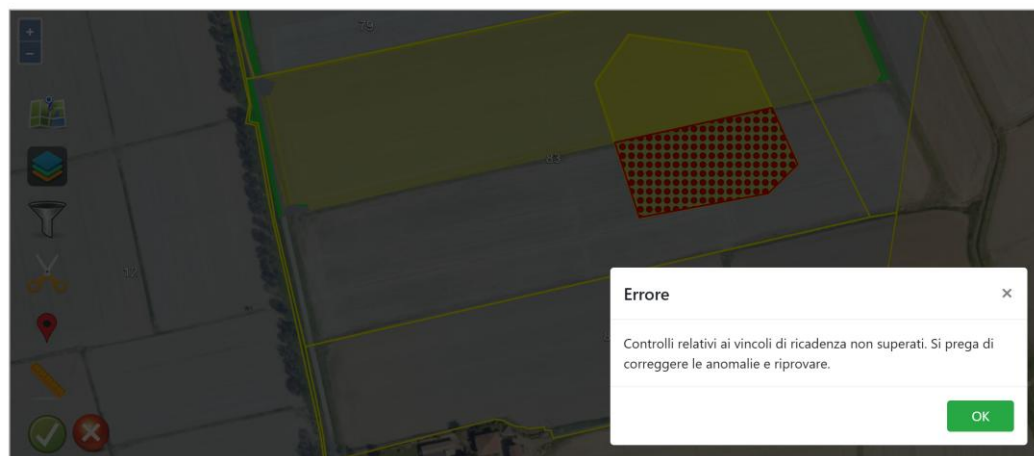 79
83
12
Errore
×
Controlli relativi ai vincoli di ricadenza non superati. Si prega di
correggere le anomalie e riprovare.
OK